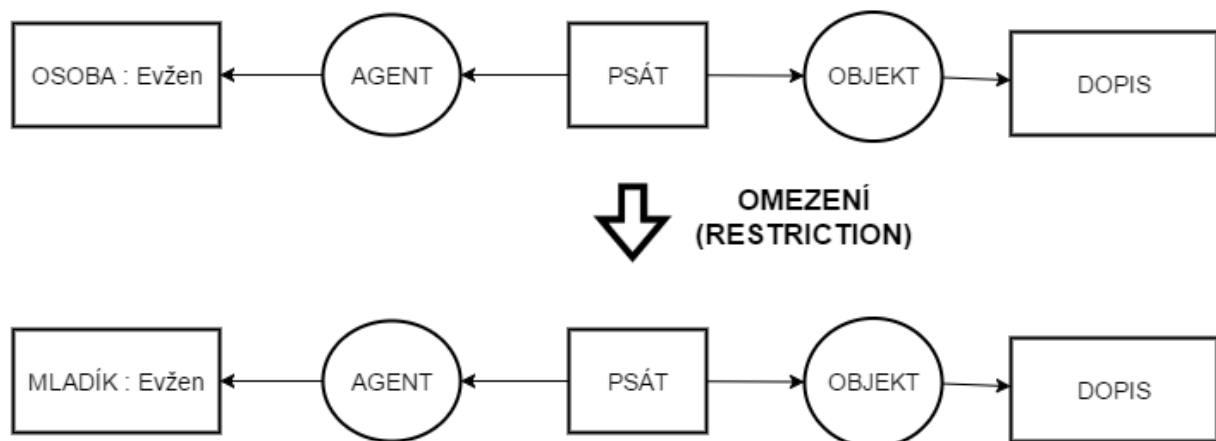 OSOBA : Evžen
AGENT
PSÁT
OBJEKT
DOPIS
OMEZENÍ
(RESTRICTION)
MLADÍK : Evžen
AGENT
PSÁT
OBJEKT
DOPIS